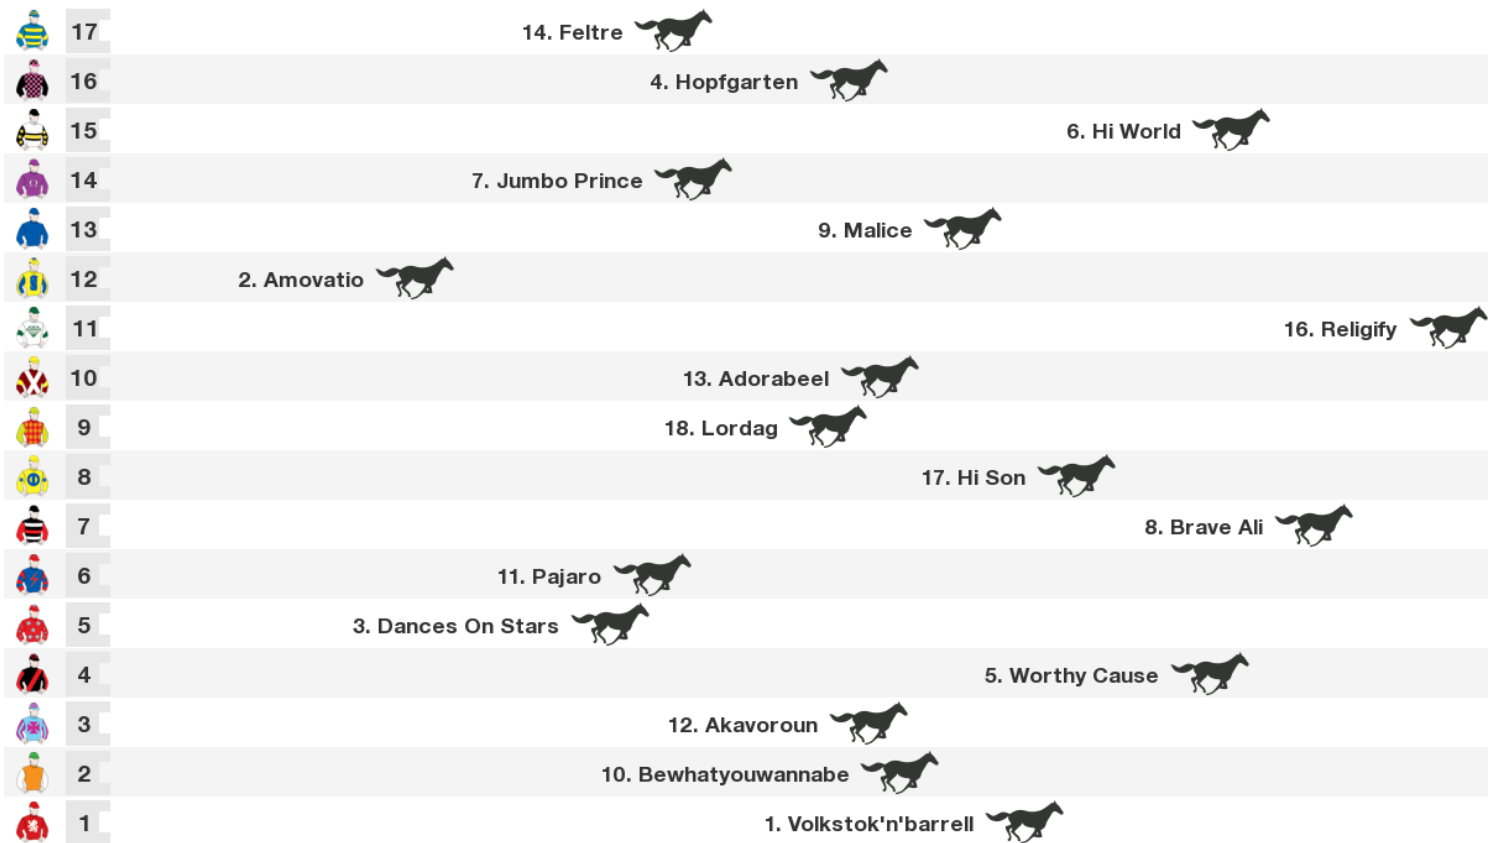 17 14. Feltre
16 4. Hopfgarten
15 6. Hi World
14 7. Jumbo Prince
13 9. Malice
12 2. Amovatio
11 16. Religify
10 13. Adorabeel
9 18. Lordag
8 17. Hi Son
7 8. Brave Ali
6 11. Pajaro
5 3. Dances On Stars
4 5. Worthy Cause
3 12. Akavoroun
2 10. Bewhatyouwannabe
1 1. Volkstok'n'barrell